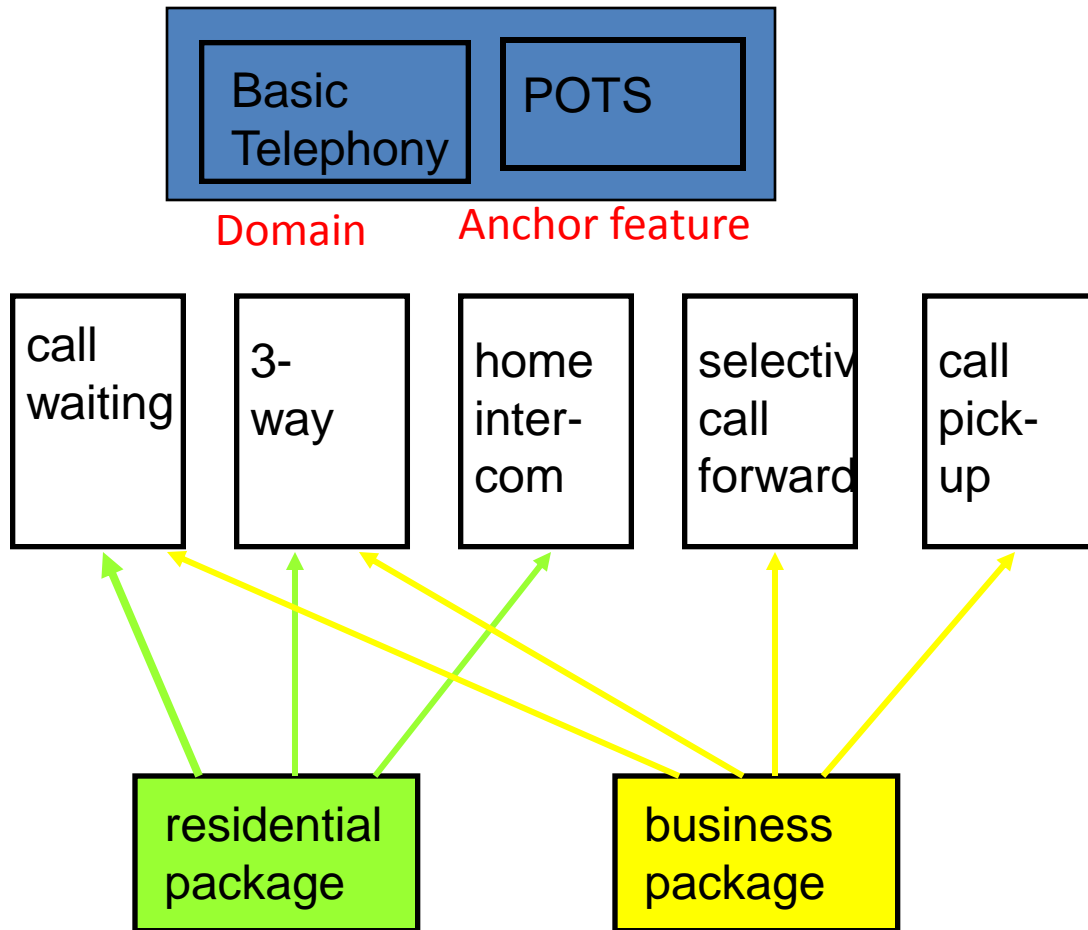 Basic
Telephony
POTS
Domain
Anchor feature
call
waiting
3-
way
home
inter-
com
selectiv
call
forward
call
pick-
up
residential
package
business
package